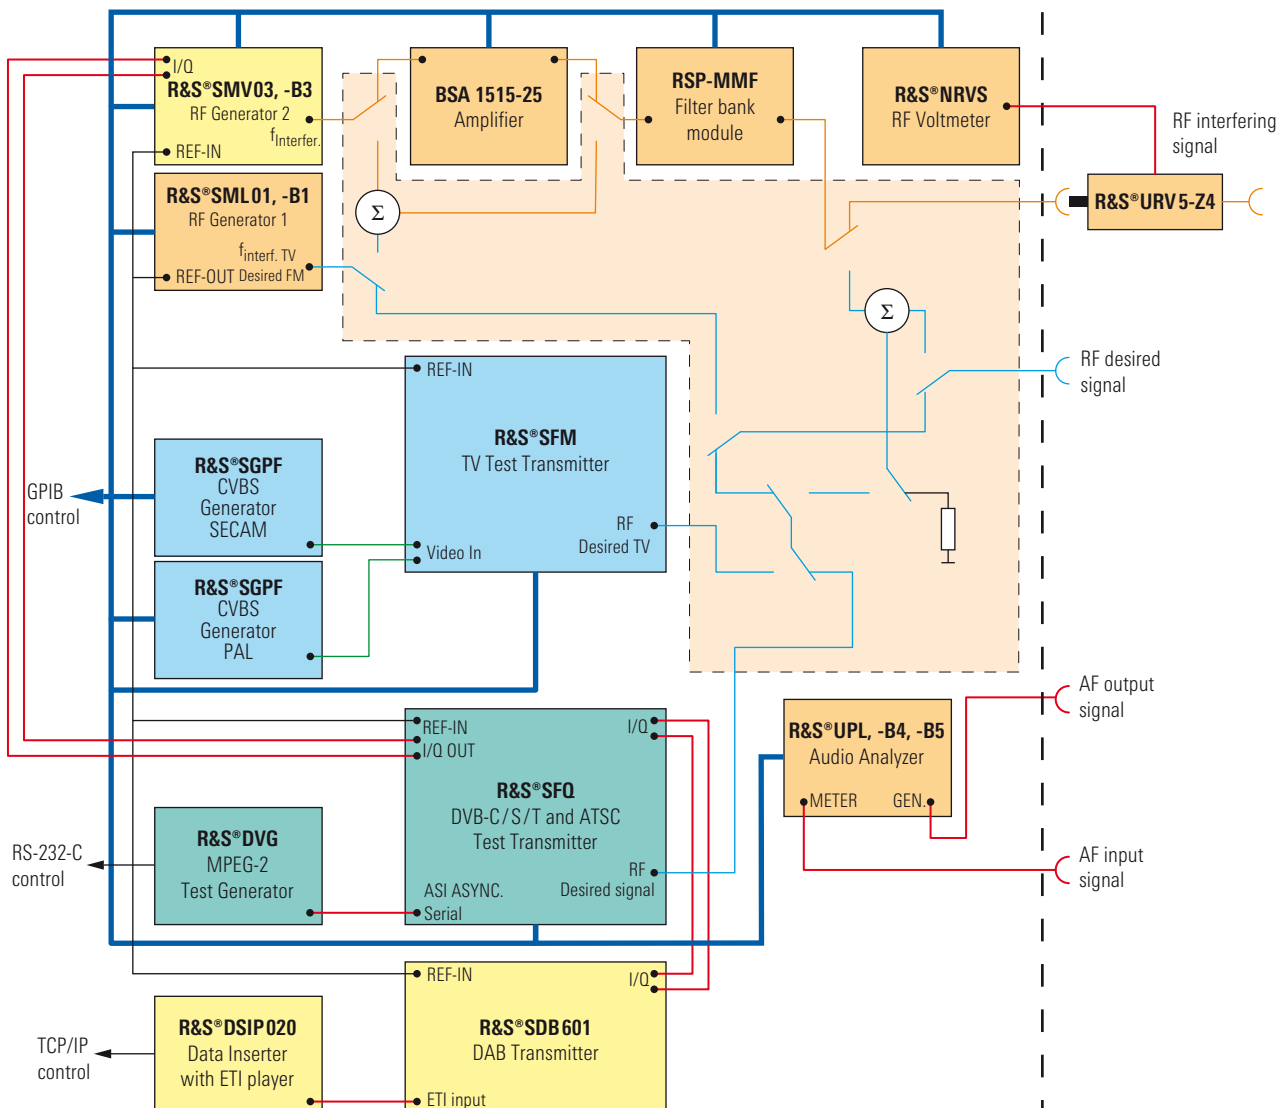 I/Q
R&S®SMV03, -B3
RF Generator 2
fInterfer.
REF-IN
BSA 1515-25
Amplifier
RSP-MMF
Filter bank
module
R&S®NRVS
RF Voltmeter
RF interfering
signal
R&S®URV5-Z4
R&S®SML01, -B1
RF Generator 1
finterf. TV
REF-OUT Desired FM
Σ
Σ
RF desired
signal
REF-IN
R&S®SFM
TV Test Transmitter
RF
Desired TV
Video In
R&S®SGPF
CVBS
Generator
SECAM
GPIB
control
R&S®SGPF
CVBS
Generator
PAL
REF-IN
I/Q OUT
I/Q
R&S®SFQ
DVB-C/S/T and ATSC
Test Transmitter
RF
Desired signal
ASI ASYNC.
Serial
R&S®UPL, -B4, -B5
Audio Analyzer
METER GEN.
AF output
signal
AF input
signal
R&S®DVG
MPEG-2
Test Generator
RS-232-C
control
REF-IN
I/Q
R&S®SDB601
DAB Transmitter
ETI input
R&S®DSIP020
Data Inserter
with ETI player
TCP/IP
control